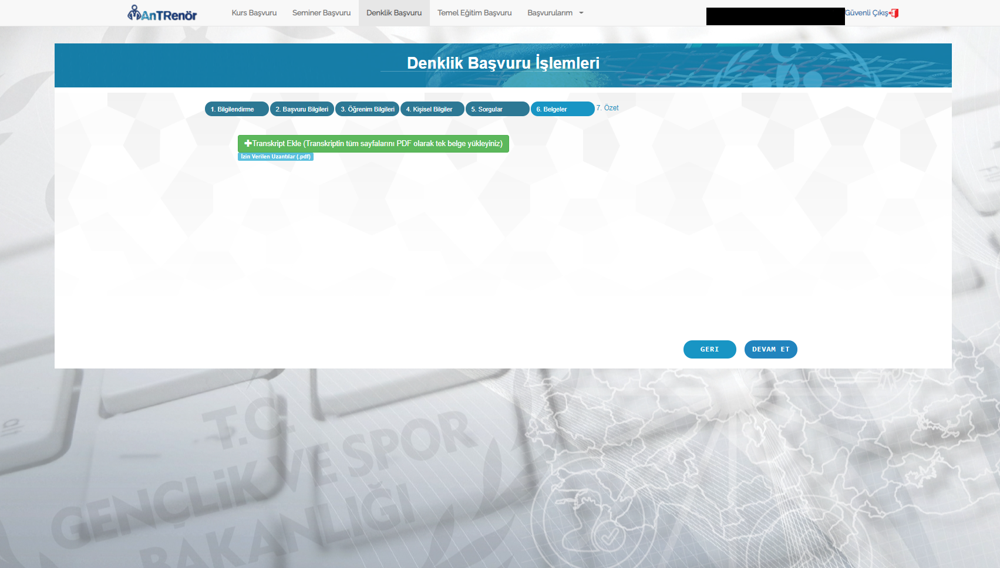 AnTRenör
Kurs Başvuru
Seminer Başvuru
Denklik Başvuru
Temel Eğitim Başvuru
Başvurularım
Güvenli Çıkış
Denklik Başvuru İşlemleri
1. Bilgilendirme
2. Başvuru Bilgileri
3. Öğrenim Bilgileri
4. Kişisel Bilgiler
5. Sorgular
6. Belgeler
7. Özet
Transkript Ekle (Transkriptin tüm sayfalarını PDF olarak tek belge yükleyiniz)
İzin Verilen Uzantılar (.pdf)
GERI
DEVAM ET
T.C.
GENÇLİK VE SPOR
BAKANLIĞI